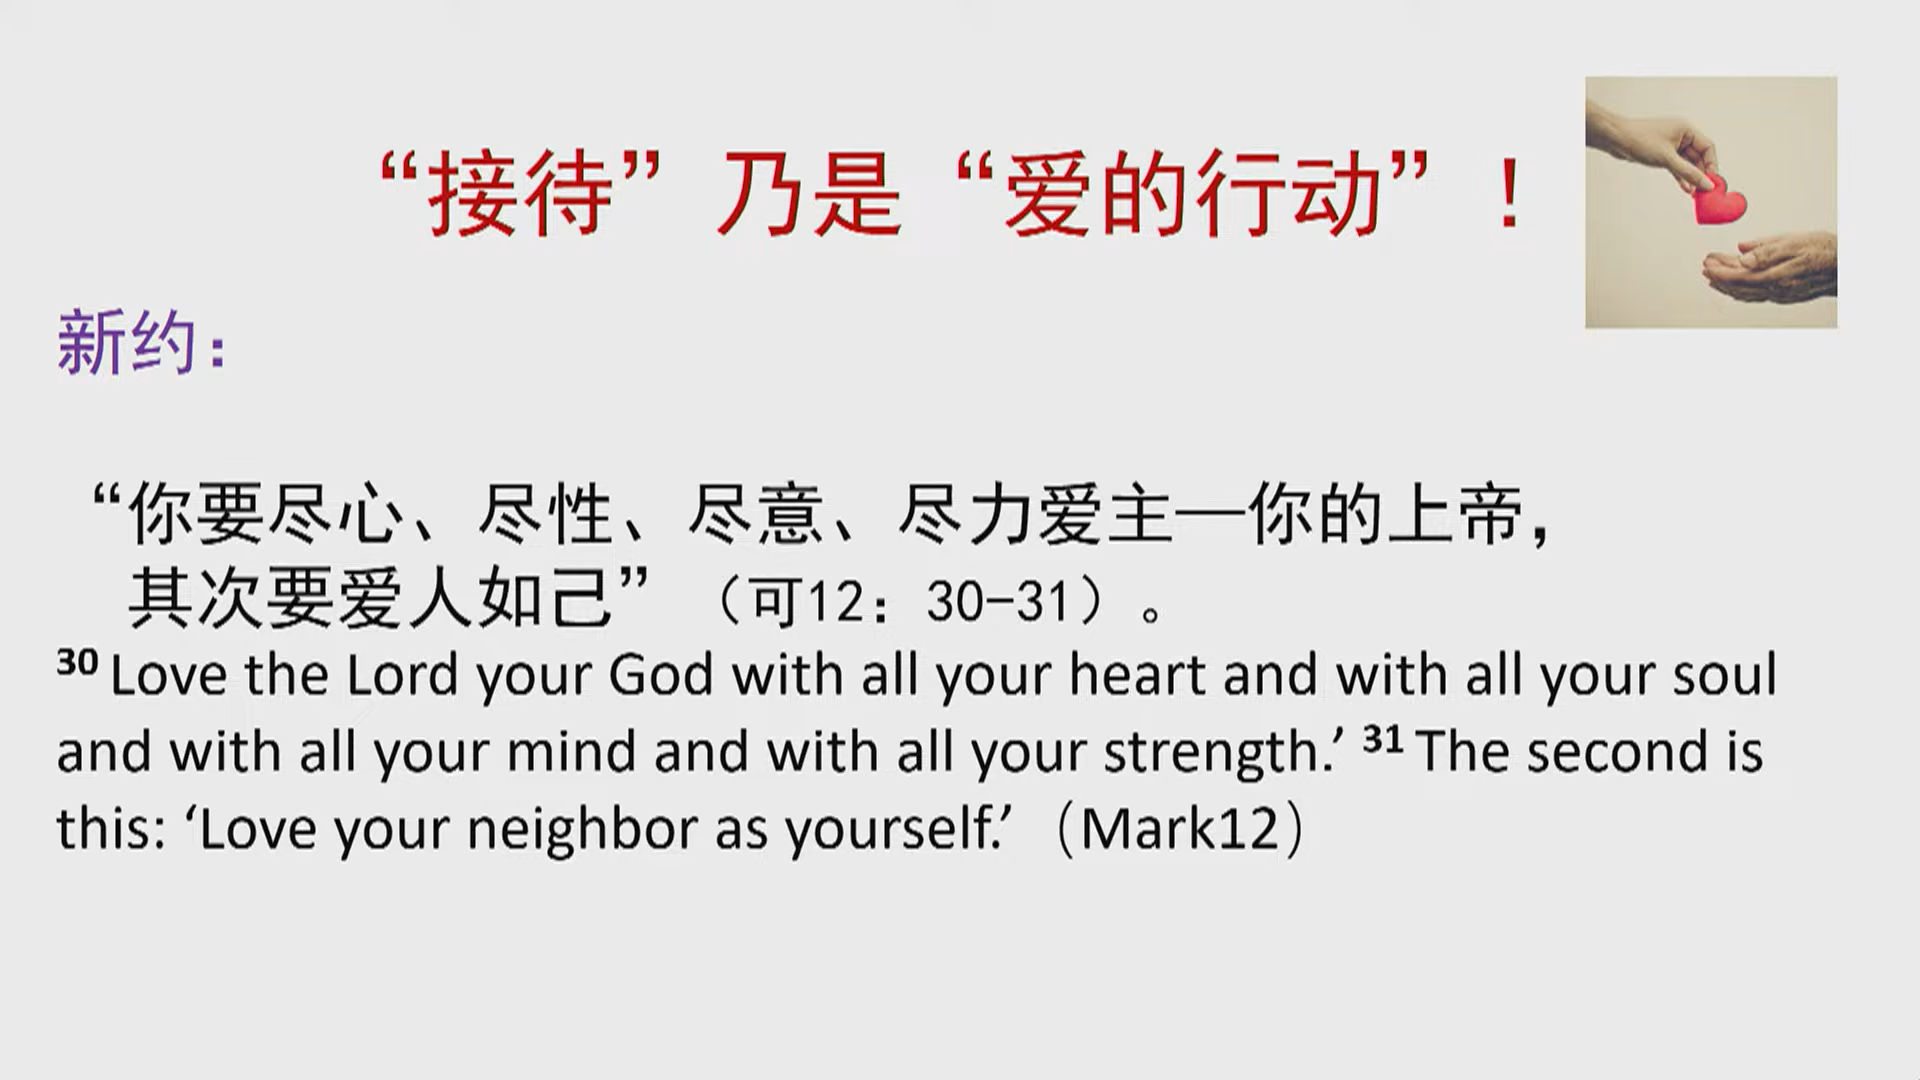 “接待”乃是“爱的行动”！
新约：
“你要尽心、尽性、尽意、尽力爱主—你的上帝，
其次要爱人如己”（可12：30-31）。
30 Love the Lord your God with all your heart and with all your soul
and with all your mind and with all your strength.’ 31 The second is
this: ‘Love your neighbor as yourself.’（Mark12）